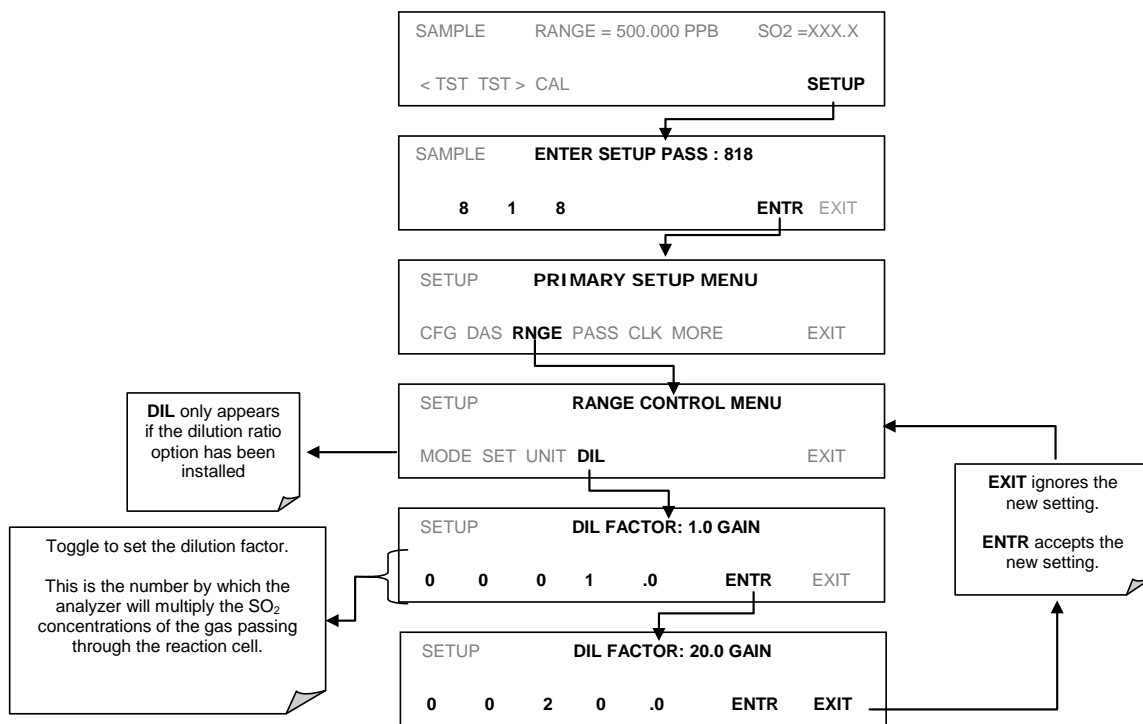 SAMPLE RANGE = 500.000 PPB SO2 =XXX.X
< TST TST > CAL SETUP
SAMPLE ENTER SETUP PASS : 818
8 1 8 ENTR EXIT
SETUP PRIMARY SETUP MENU
CFG DAS RNGE PASS CLK MORE EXIT
SETUP RANGE CONTROL MENU
MODE SET UNIT DIL EXIT
DIL only appears
if the dilution ratio
option has been
installed
EXIT ignores the
new setting.
ENTR accepts the
new setting.
SETUP DIL FACTOR: 1.0 GAIN
0 0 0 1 .0 ENTR EXIT
Toggle to set the dilution factor.
This is the number by which the
analyzer will multiply the SO₂
concentrations of the gas passing
through the reaction cell.
SETUP DIL FACTOR: 20.0 GAIN
0 0 2 0 .0 ENTR EXIT